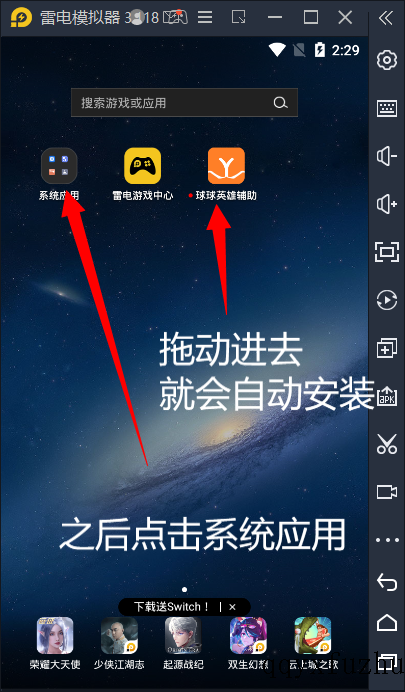 雷电模拟器
2:29
搜索游戏或应用
系统应用
雷电游戏中心
球球英雄辅助
拖动进去
就会自动安装
APK
之后点击系统应用
下载送Switch！
荣耀大天使
少侠江湖志
起源战纪
双生幻想
云上城之歌